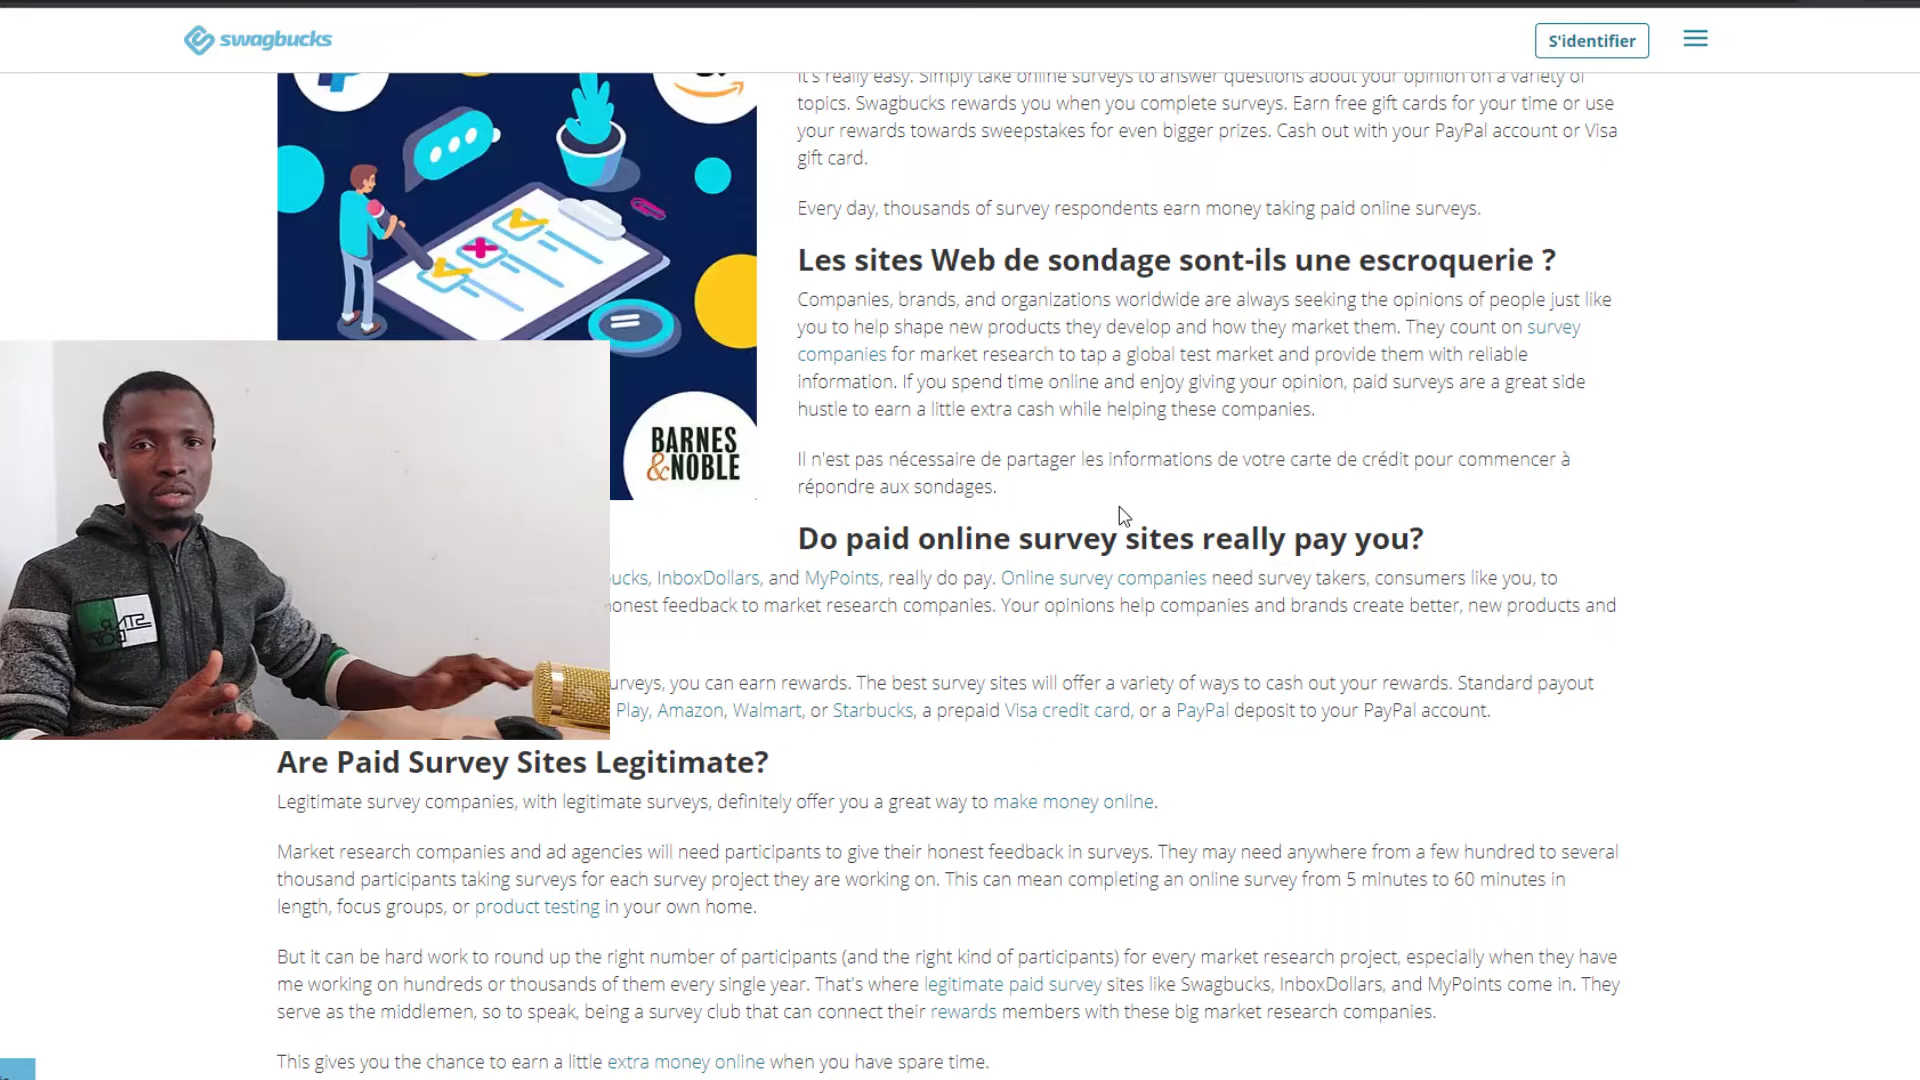 swagbucks
S'identifier
It's really easy. Simply take online surveys to answer questions about your opinion on a variety of
topics. Swagbucks rewards you when you complete surveys. Earn free gift cards for your time or use
your rewards towards sweepstakes for even bigger prizes. Cash out with your PayPal account or Visa
gift card.
Every day, thousands of survey respondents earn money taking paid online surveys.
Les sites Web de sondage sont-ils une escroquerie ?
Companies, brands, and organizations worldwide are always seeking the opinions of people just like
you to help shape new products they develop and how they market them. They count on survey
companies for market research to tap a global test market and provide them with reliable
information. If you spend time online and enjoy giving your opinion, paid surveys are a great side
hustle to earn a little extra cash while helping these companies.
BARNES
&NOBLE
Il n'est pas nécessaire de partager les informations de votre carte de crédit pour commencer à
répondre aux sondages.
Do paid online survey sites really pay you?
ucks, InboxDollars, and MyPoints, really do pay. Online survey companies need survey takers, consumers like you, to
onest feedback to market research companies. Your opinions help companies and brands create better, new products and
urveys, you can earn rewards. The best survey sites will offer a variety of ways to cash out your rewards. Standard payout
Play, Amazon, Walmart, or Starbucks, a prepaid Visa credit card, or a PayPal deposit to your PayPal account.
Are Paid Survey Sites Legitimate?
Legitimate survey companies, with legitimate surveys, definitely offer you a great way to make money online.
Market research companies and ad agencies will need participants to give their honest feedback in surveys. They may need anywhere from a few hundred to several
thousand participants taking surveys for each survey project they are working on. This can mean completing an online survey from 5 minutes to 60 minutes in
length, focus groups, or product testing in your own home.
But it can be hard work to round up the right number of participants (and the right kind of participants) for every market research project, especially when they have
me working on hundreds or thousands of them every single year. That's where legitimate paid survey sites like Swagbucks, InboxDollars, and MyPoints come in. They
serve as the middlemen, so to speak, being a survey club that can connect their rewards members with these big market research companies.
This gives you the chance to earn a little extra money online when you have spare time.